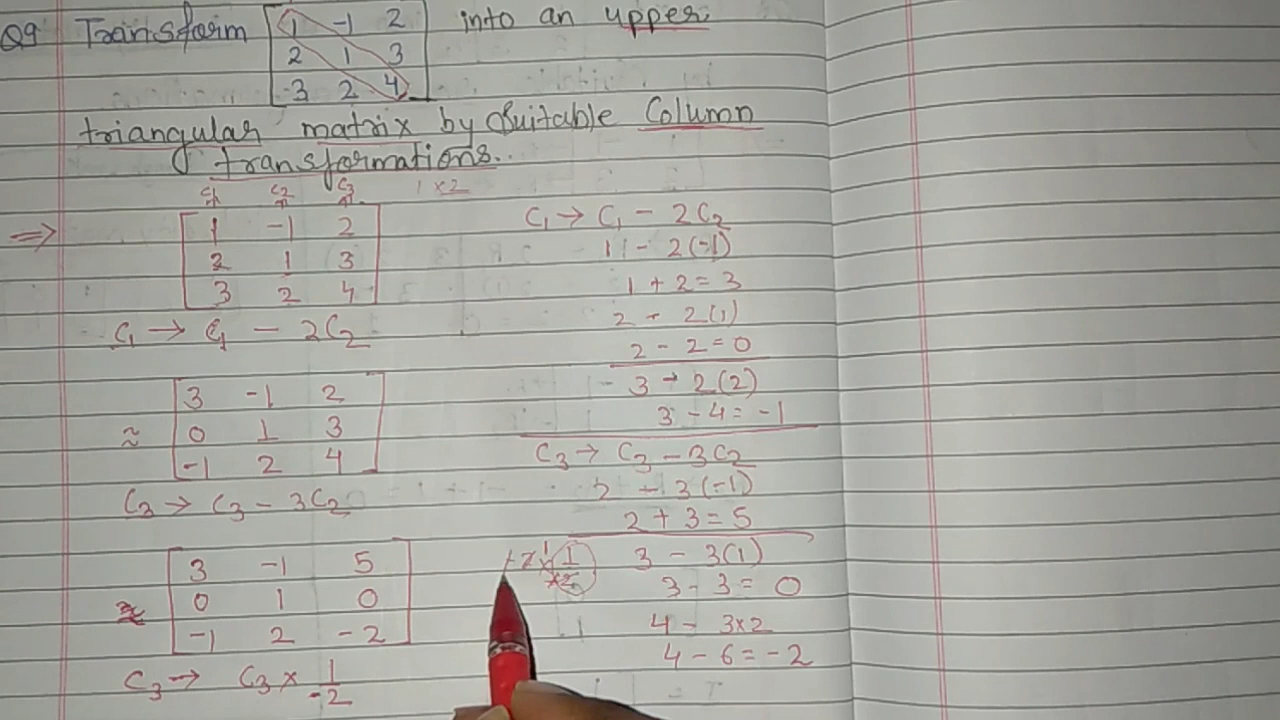 Q9 Transform [1 -1 2 into an upper
2 1 3
3 2 4]
triangular matrix by Suitable Column
transformations..
C1 C2 C3 1×2
⇒ [1 -1 2
2 1 3
3 2 4]
C1 → C1 - 2C2
≈ [3 -1 2
0 1 3
-1 2 4]
C3 → C3 - 3C2
≈ [3 -1 5
0 1 0
-1 2 -2]
C3 → C3 × 1/-2
C1 → C1 - 2C2
1 - 2(-1)
1 + 2 = 3
2 - 2(1)
2 - 2 = 0
3 - 2(2)
3 - 4 = -1
C3 → C3 - 3C2
2 - 3(-1)
2 + 3 = 5
3 - 3(1)
3 - 3 = 0
4 - 3×2
4 - 6 = -2